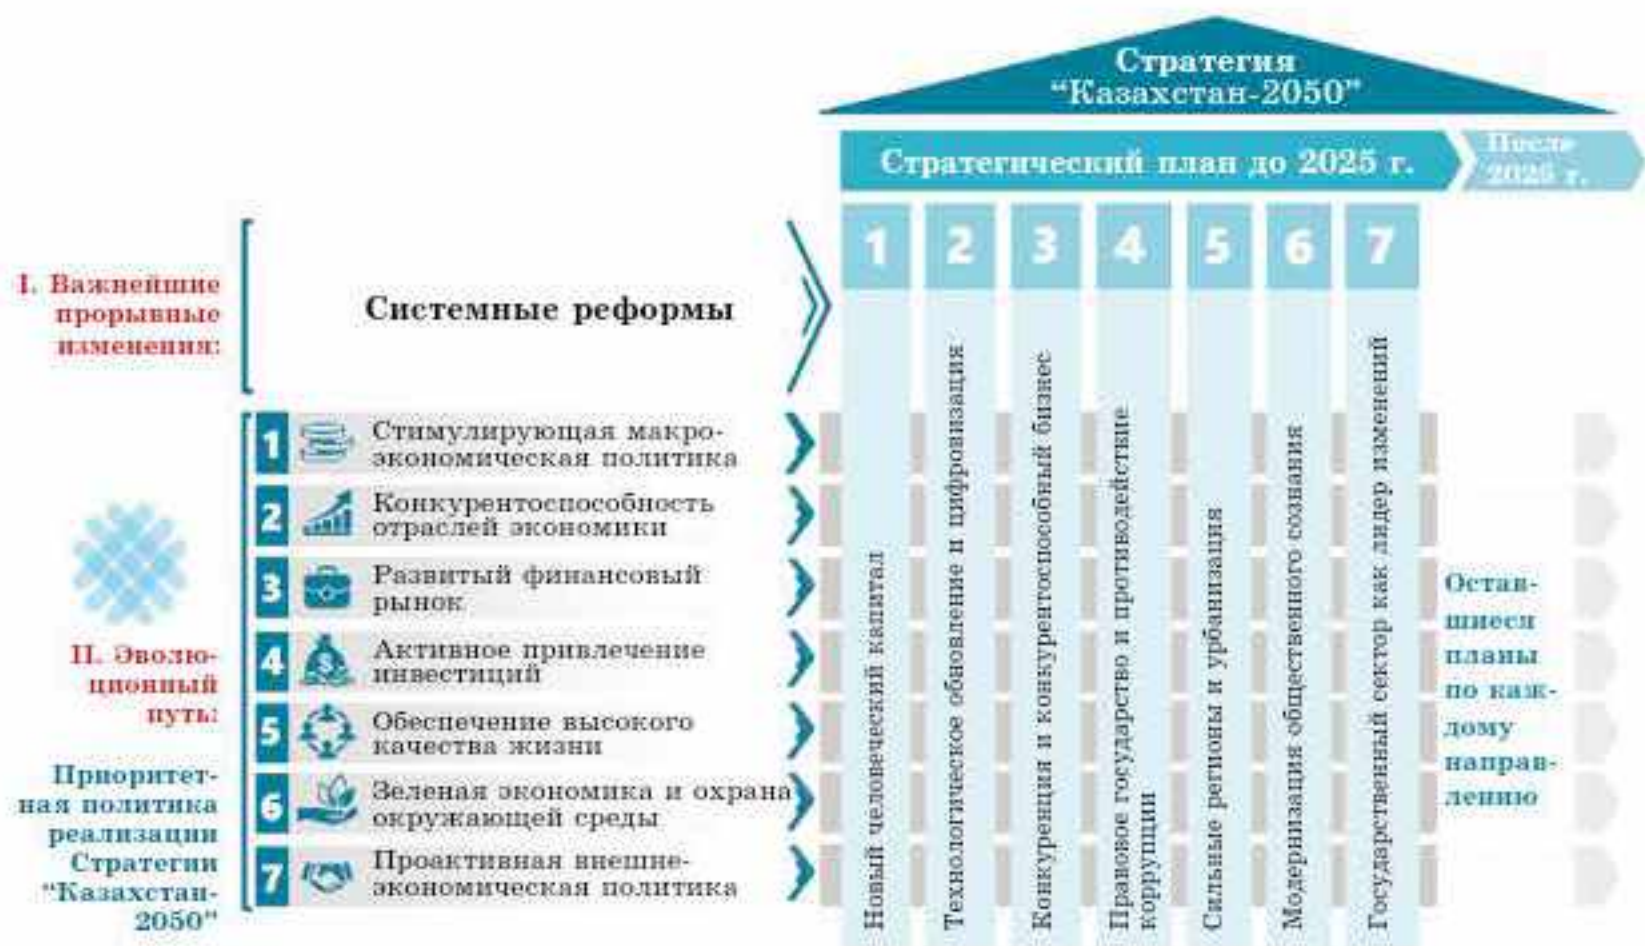 Стратегия
“Казахстан-2050”
Стратегический план до 2025 г.
После
2025 г.
1 2 3 4 5 6 7
I. Важнейшие
прорывные
изменения:
Системные реформы
Новый человеческий капитал
Технологическое обновление и цифровизация
Конкуренция и конкурентоспособный бизнес
Правовое государство и противодействие
коррупции
Сильные регионы и урбанизация
Модернизация общественного сознания
Государственный сектор как лидер изменений
II. Эволю-
ционный
путь:
Приоритет-
ная политика
реализации
Стратегии
“Казахстан-
2050”
1 Стимулирующая макро-
экономическая политика
2 Конкурентоспособность
отраслей экономики
3 Развитый финансовый
рынок
4 Активное привлечение
инвестиций
5 Обеспечение высокого
качества жизни
6 Зеленая экономика и охрана
окружающей среды
7 Проактивная внешне-
экономическая политика
Остав-
шиеся
планы
по каж-
дому
направ-
лению